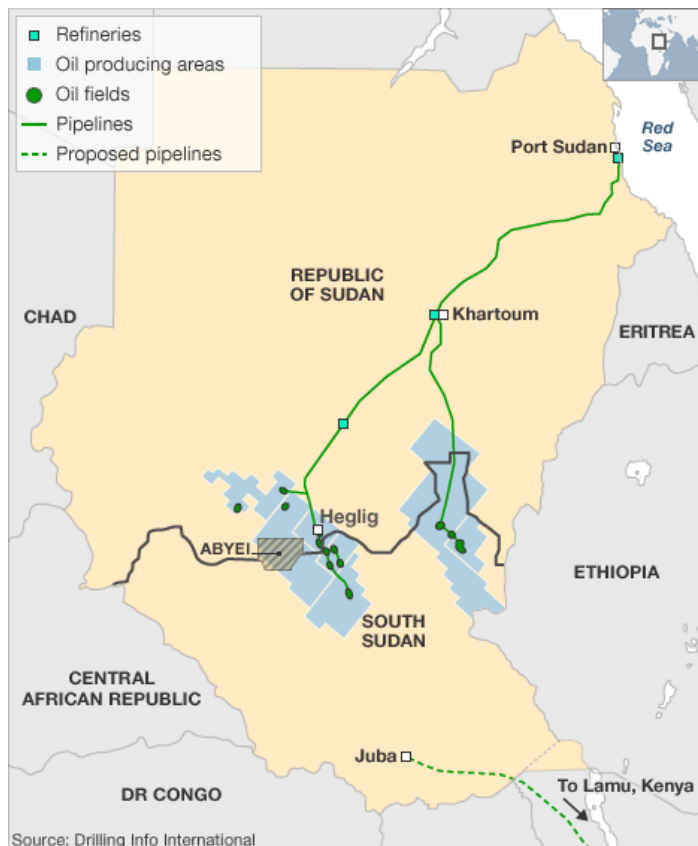 Refineries
Oil producing areas
Oil fields
Pipelines
Proposed pipelines
Port Sudan
Red
Sea
REPUBLIC
OF SUDAN
CHAD
Khartoum
ERITREA
Heglig
ABYEI
ETHIOPIA
SOUTH
SUDAN
CENTRAL
AFRICAN REPUBLIC
Juba
To Lamu, Kenya
DR CONGO
Source: Drilling Info International